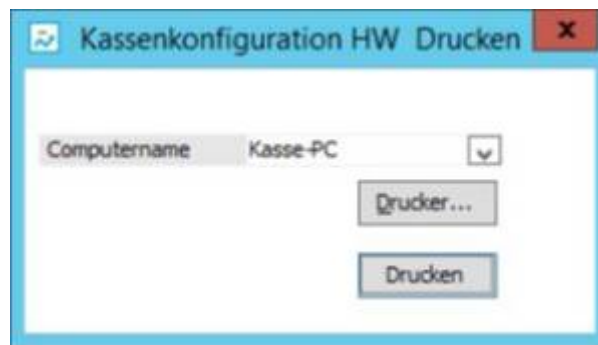 Kassenkonfiguration HW Drucken
Computername Kasse-PC
Drucker...
Drucken